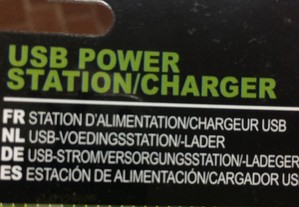 USB POWER
STATION/CHARGER
FR STATION D'ALIMENTATION/CHARGEUR USB
NL USB-VOEDINGSSTATION/-LADER
DE USB-STROMVERSORGUNGSSTATION/-LADEGER
ES ESTACIÓN DE ALIMENTACIÓN/CARGADOR US